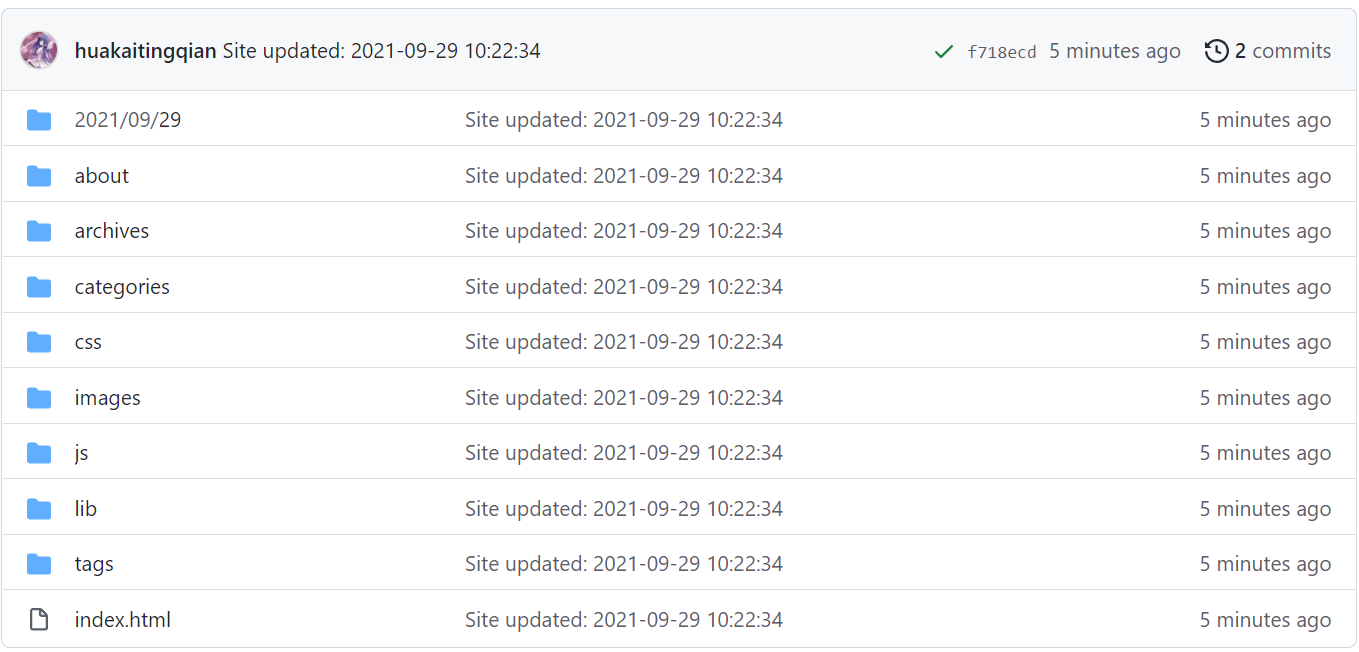 huakaitingqian Site updated: 2021-09-29 10:22:34 f718ecd 5 minutes ago 2 commits
2021/09/29 Site updated: 2021-09-29 10:22:34 5 minutes ago
about Site updated: 2021-09-29 10:22:34 5 minutes ago
archives Site updated: 2021-09-29 10:22:34 5 minutes ago
categories Site updated: 2021-09-29 10:22:34 5 minutes ago
css Site updated: 2021-09-29 10:22:34 5 minutes ago
images Site updated: 2021-09-29 10:22:34 5 minutes ago
js Site updated: 2021-09-29 10:22:34 5 minutes ago
lib Site updated: 2021-09-29 10:22:34 5 minutes ago
tags Site updated: 2021-09-29 10:22:34 5 minutes ago
index.html Site updated: 2021-09-29 10:22:34 5 minutes ago